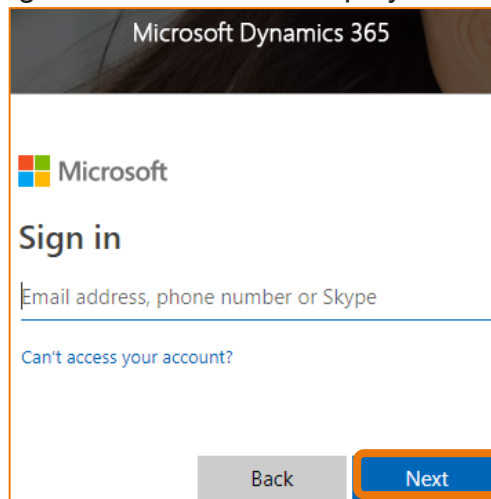 Microsoft Dynamics 365
Microsoft
Sign in
Email address, phone number or Skype
Can't access your account?
Back Next